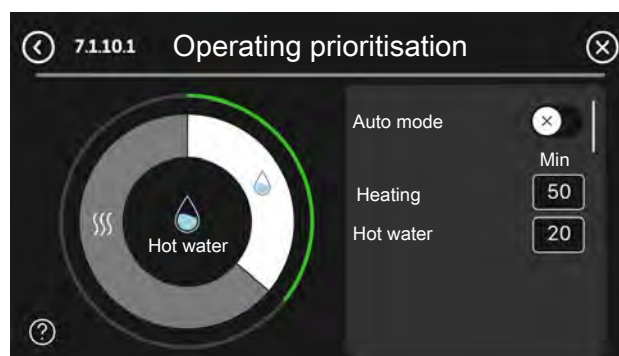 7.1.10.1 Operating prioritisation
Auto mode
Min
Heating 50
Hot water 20
Hot water
?